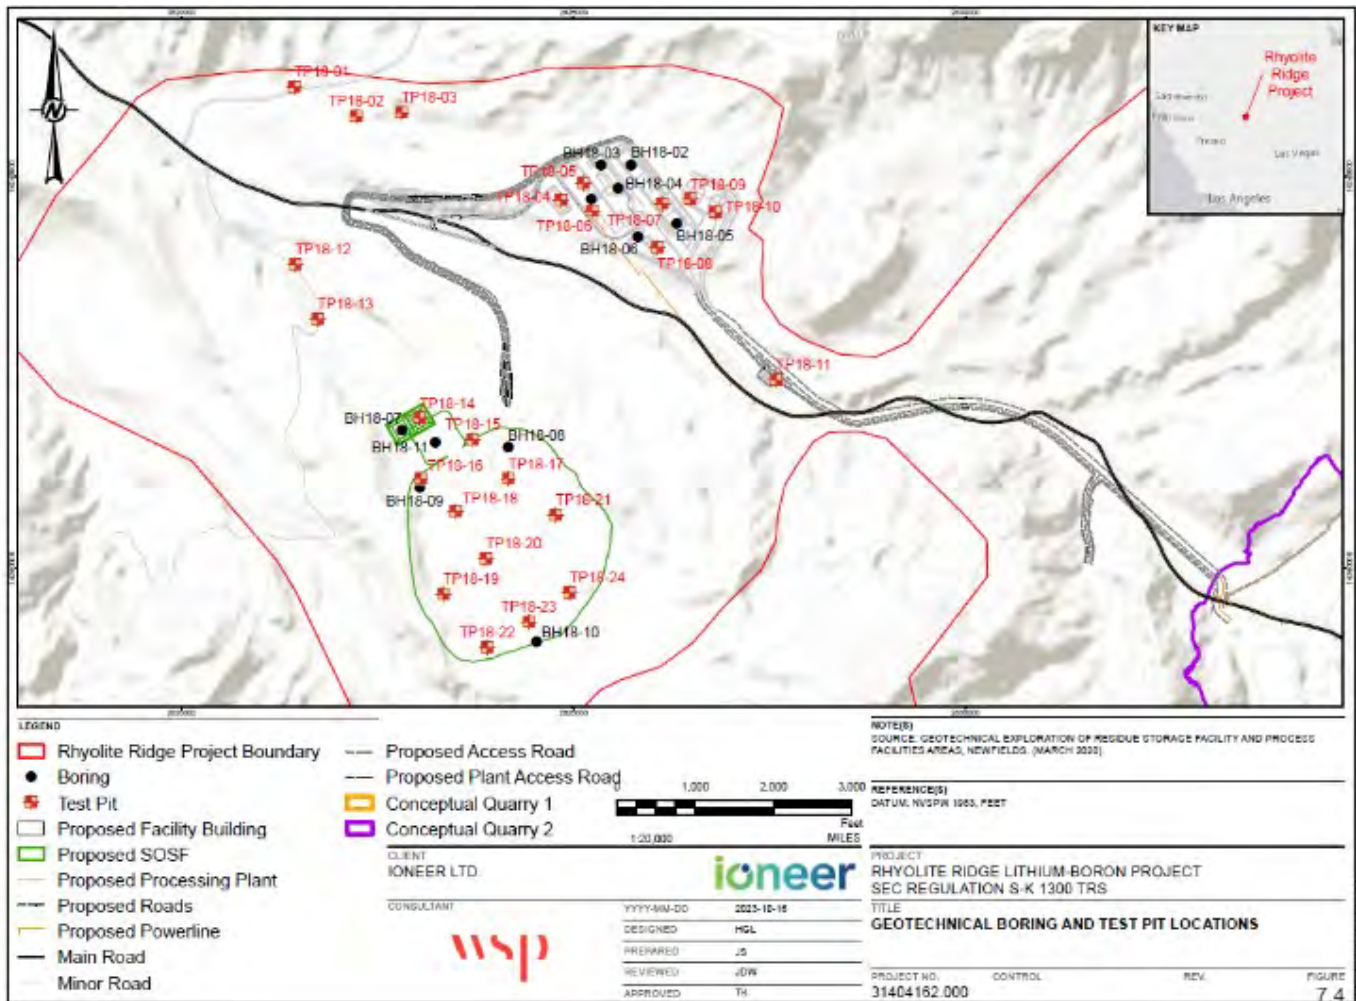 KEY MAP
Rhyolite
Ridge
Project
Sacramento
Fresno
Las Vegas
Los Angeles
TP18-01
TP18-02
TP18-03
BH18-03
BH18-02
TP18-05
BH18-04
TP18-09
TP18-04
TP18-10
TP18-06
TP18-07
BH18-05
BH18-06
TP18-08
TP18-12
TP18-13
TP18-11
TP18-14
BH18-07
TP18-15
BH18-11
BH18-08
TP18-16
TP18-17
BH18-09
TP18-18
TP18-21
TP18-20
TP18-19
TP18-24
TP18-23
TP18-22
BH18-10
N
LEGEND
Rhyolite Ridge Project Boundary
Boring
Test Pit
Proposed Facility Building
Proposed SOSF
Proposed Processing Plant
Proposed Roads
Proposed Powerline
Main Road
Minor Road
Proposed Access Road
Proposed Plant Access Road
Conceptual Quarry 1
Conceptual Quarry 2
0 1,000 2,000 3,000
Feet
1:20,000 MILES
NOTE(S)
SOURCE: GEOTECHNICAL EXPLORATION OF RESIDUE STORAGE FACILITY AND PROCESS
FACILITIES AREAS, NEWFIELDS. (MARCH 2020)
REFERENCE(S)
DATUM: NVSPW 1983, FEET
CLIENT
IONEER LTD.
ioneer
CONSULTANT
wsp
YYYY-MM-DD 2023-10-16
DESIGNED HGL
PREPARED JS
REVIEWED JDW
APPROVED TH
PROJECT
RHYOLITE RIDGE LITHIUM-BORON PROJECT
SEC REGULATION S-K 1300 TRS
TITLE
GEOTECHNICAL BORING AND TEST PIT LOCATIONS
PROJECT NO. CONTROL REV. FIGURE
31404162.000 7.4